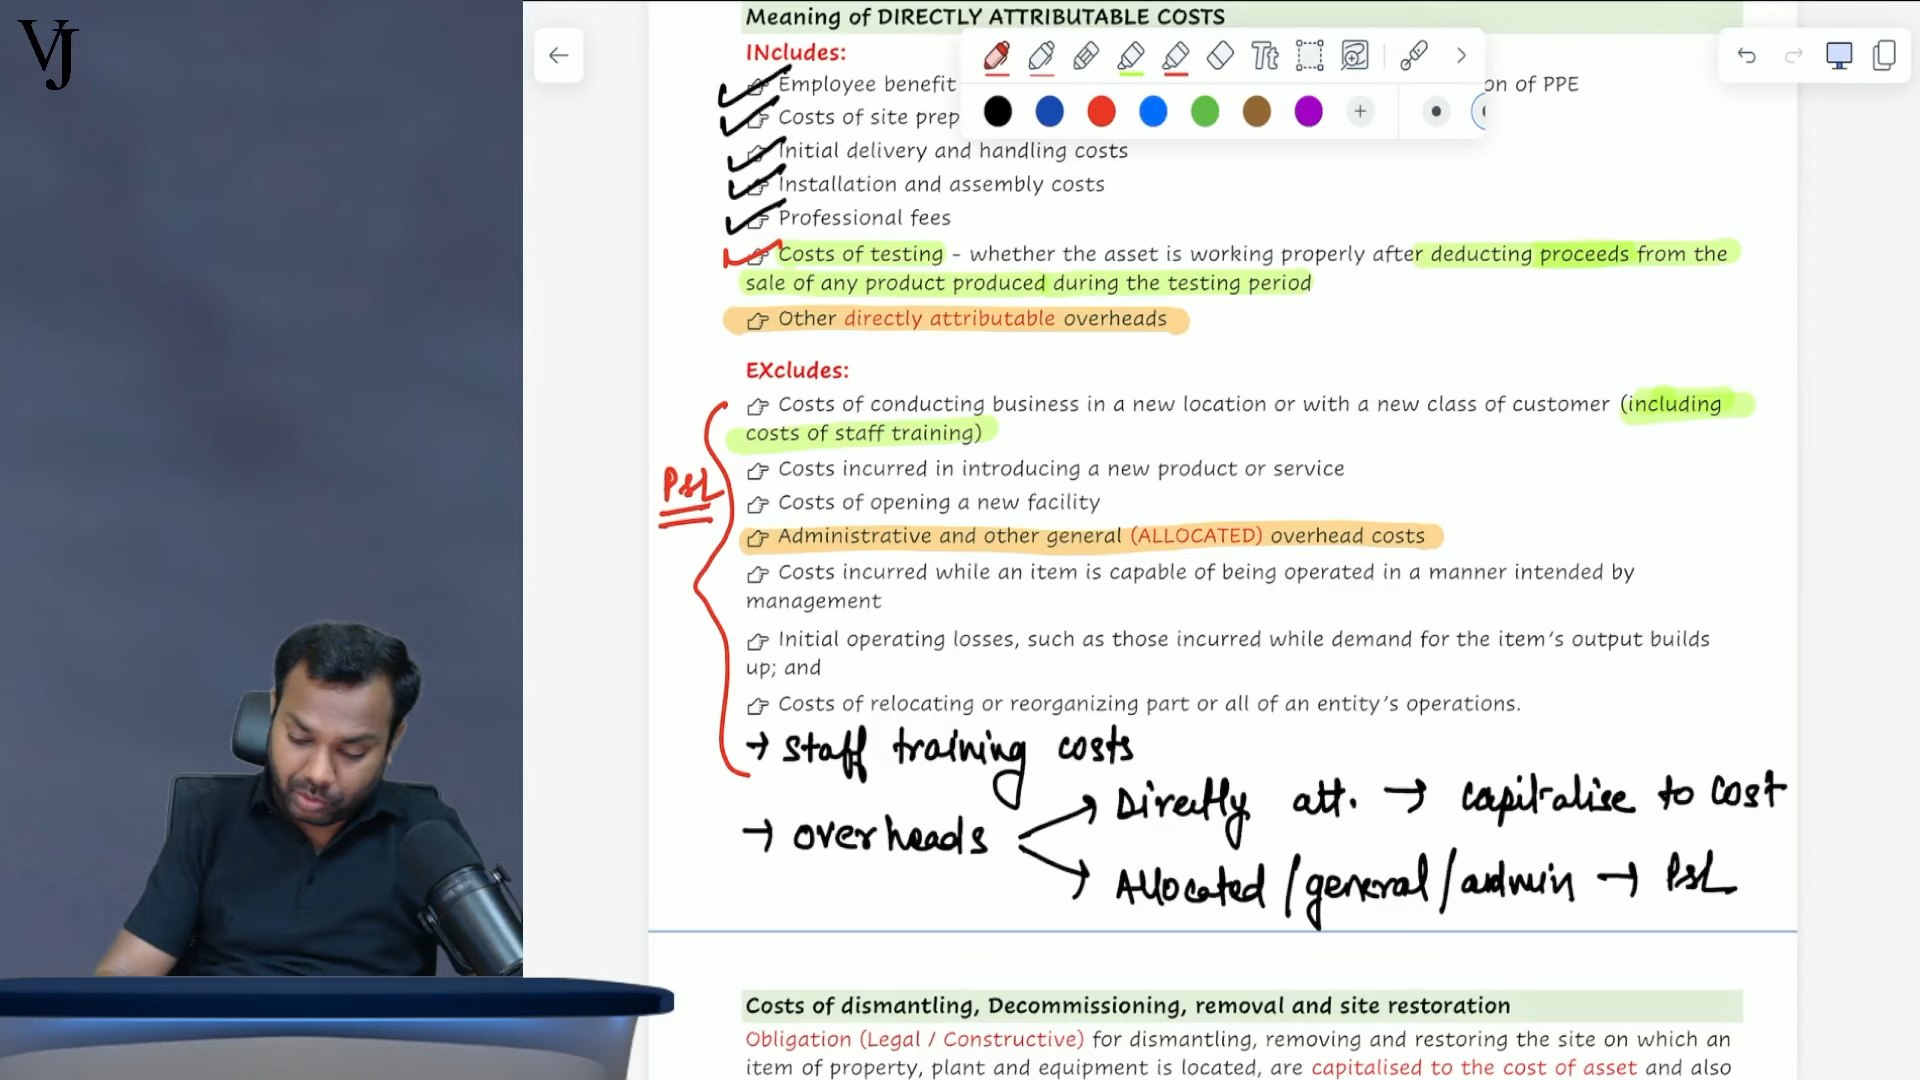 VJ
Meaning of DIRECTLY ATTRIBUTABLE COSTS
INcludes:
Employee benefit on of PPE
Costs of site prep
Initial delivery and handling costs
Installation and assembly costs
Professional fees
Costs of testing - whether the asset is working properly after deducting proceeds from the
sale of any product produced during the testing period
Other directly attributable overheads
EXcludes:
Costs of conducting business in a new location or with a new class of customer (including
costs of staff training)
Costs incurred in introducing a new product or service
P&L
Costs of opening a new facility
Administrative and other general (ALLOCATED) overhead costs
Costs incurred while an item is capable of being operated in a manner intended by
management
Initial operating losses, such as those incurred while demand for the item's output builds
up; and
Costs of relocating or reorganizing part or all of an entity's operations.
→ staff training costs
→ overheads → Directly att. → capitalise to cost
→ Allocated / general / admin → P&L
Costs of dismantling, Decommissioning, removal and site restoration
Obligation (Legal / Constructive) for dismantling, removing and restoring the site on which an
item of property, plant and equipment is located, are capitalised to the cost of asset and also